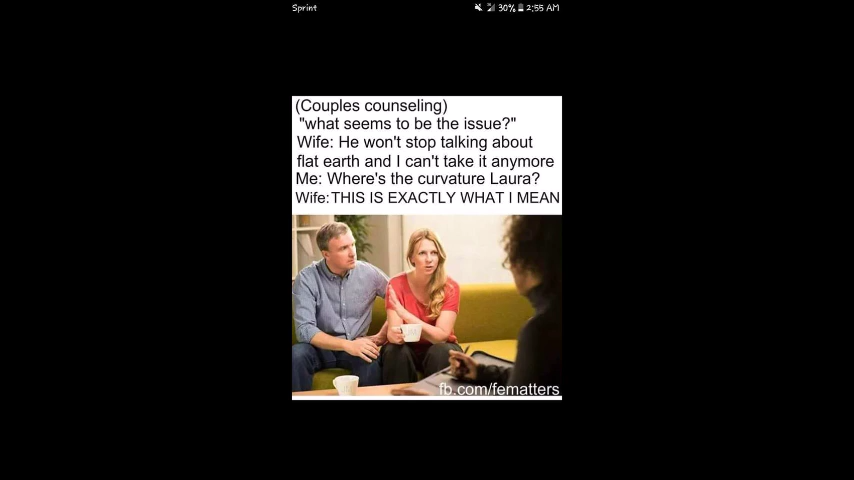 Sprint 30% 2:55 AM
(Couples counseling)
"what seems to be the issue?"
Wife: He won't stop talking about
flat earth and I can't take it anymore
Me: Where's the curvature Laura?
Wife: THIS IS EXACTLY WHAT I MEAN
fb.com/fematters